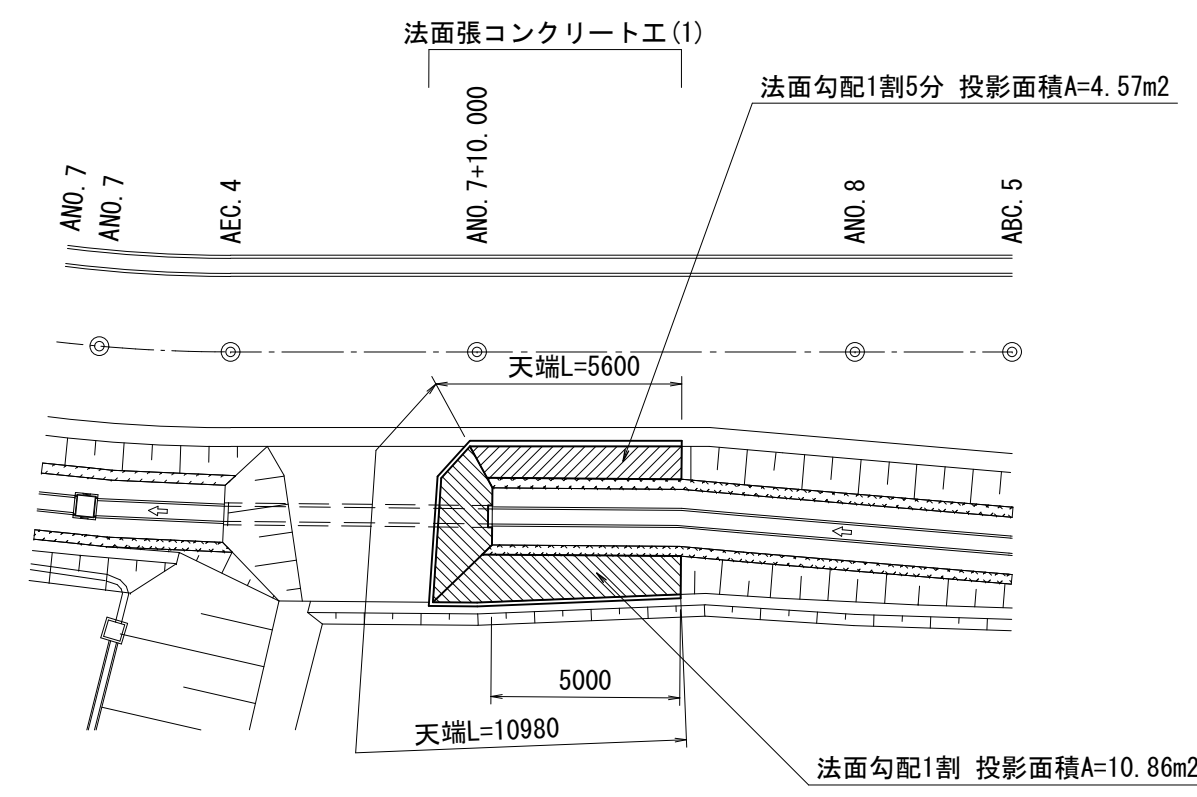 法面張コンクリート工(1)
法面勾配1割5分 投影面積A=4.57m2
ANO.7
ANO.7
AEC.4
ANO.7+10.000
ANO.8
ABC.5
天端L=5600
5000
天端L=10980
法面勾配1割 投影面積A=10.86m2